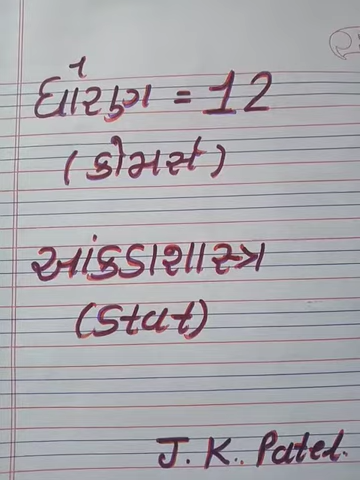 ધોરણ = 12
(કોમર્સ)
આંકડાશાસ્ત્ર
(Stat)
J. K. Patel.